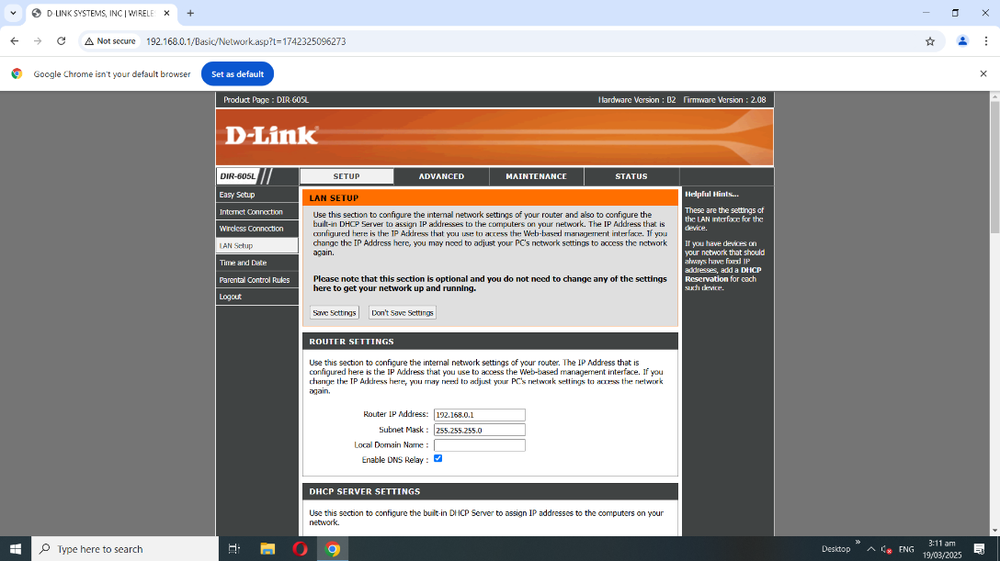 D-LINK SYSTEMS, INC | WIRELES
Not secure
192.168.0.1/Basic/Network.asp?t=1742325096273
Google Chrome isn't your default browser
Set as default
Product Page : DIR-605L
Hardware Version : B2
Firmware Version : 2.08
D-Link
DIR-605L
SETUP
ADVANCED
MAINTENANCE
STATUS
Easy Setup
Internet Connection
Wireless Connection
LAN Setup
Time and Date
Parental Control Rules
Logout
LAN SETUP
Use this section to configure the internal network settings of your router and also to configure the
built-in DHCP Server to assign IP addresses to the computers on your network. The IP Address that is
configured here is the IP Address that you use to access the Web-based management interface. If you
change the IP Address here, you may need to adjust your PC's network settings to access the network
again.
Please note that this section is optional and you do not need to change any of the settings
here to get your network up and running.
Save Settings
Don't Save Settings
ROUTER SETTINGS
Use this section to configure the internal network settings of your router. The IP Address that is
configured here is the IP Address that you use to access the Web-based management interface. If you
change the IP Address here, you may need to adjust your PC's network settings to access the network
again.
Router IP Address: 192.168.0.1
Subnet Mask : 255.255.255.0
Local Domain Name :
Enable DNS Relay :
DHCP SERVER SETTINGS
Use this section to configure the built-in DHCP Server to assign IP addresses to the computers on your
network.
Helpful Hints...
These are the settings of
the LAN interface for the
device.
If you have devices on
your network that should
always have fixed IP
addresses, add a DHCP
Reservation for each
such device.
Type here to search
Desktop
ENG
3:11 am
19/03/2025